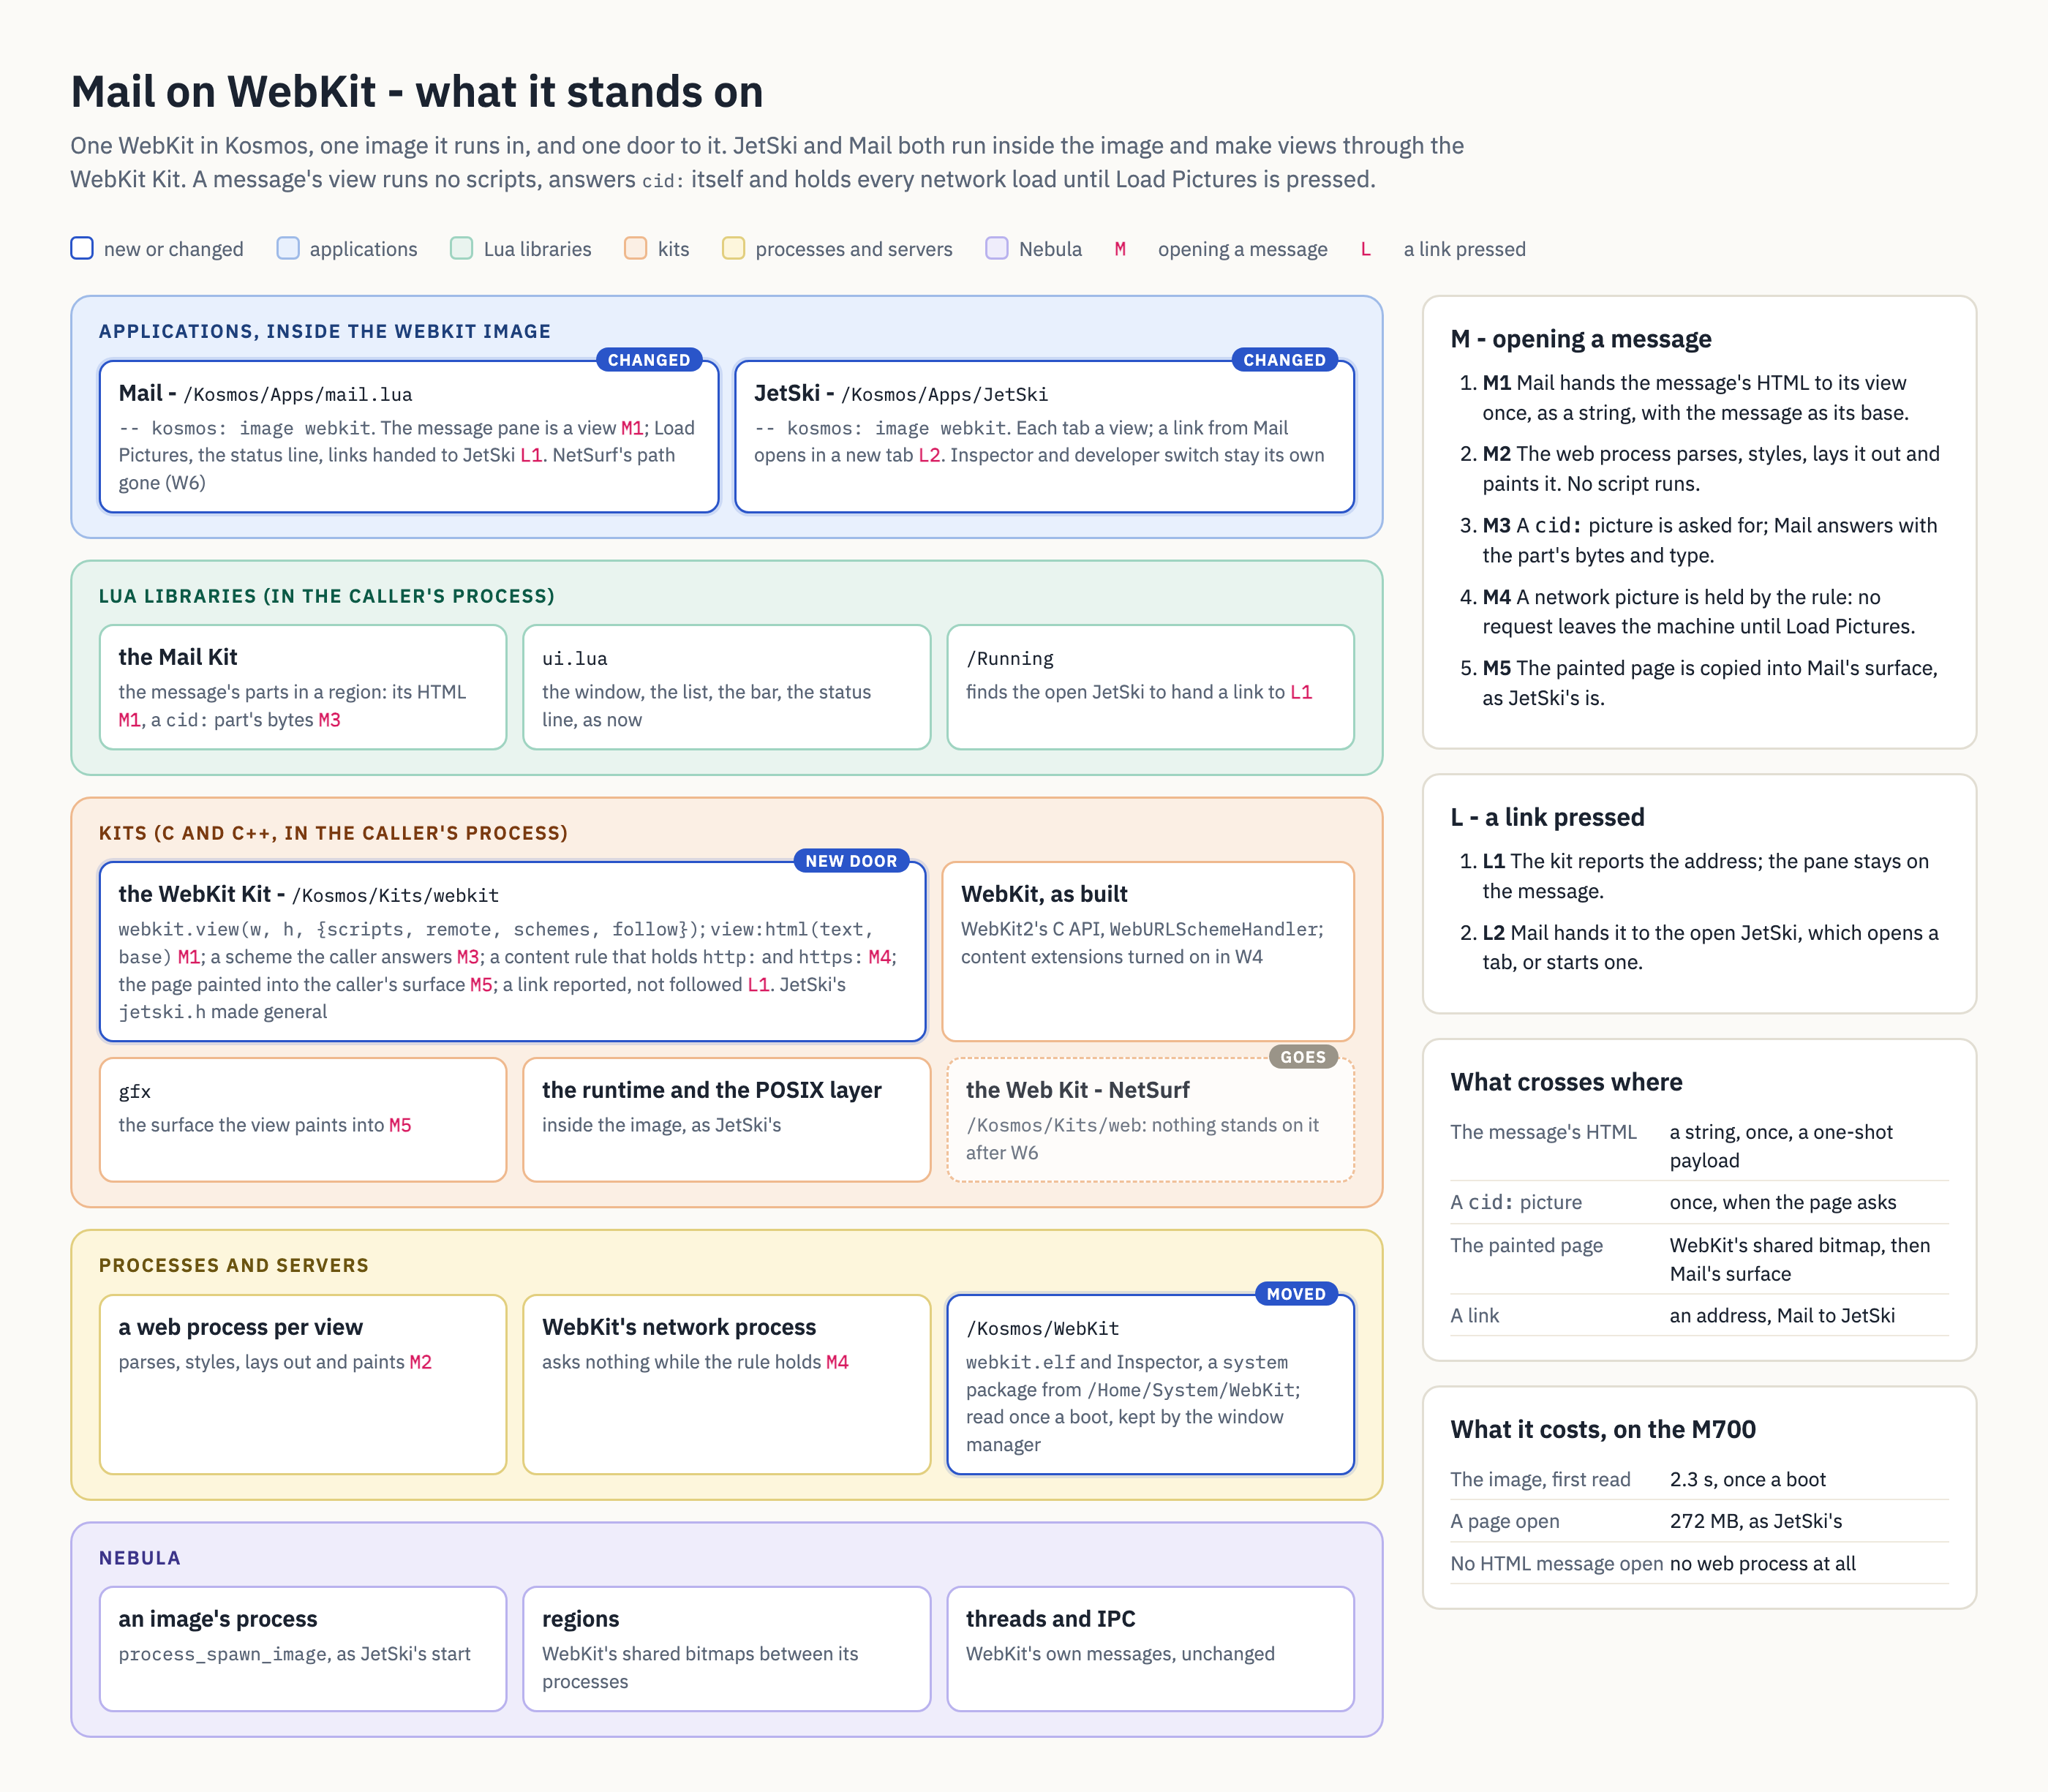 Mail on WebKit - what it stands on
One WebKit in Kosmos, one image it runs in, and one door to it. JetSki and Mail both run inside the image and make views through the
WebKit Kit. A message's view runs no scripts, answers cid: itself and holds every network load until Load Pictures is pressed.
new or changed applications Lua libraries kits processes and servers Nebula M opening a message L a link pressed
APPLICATIONS, INSIDE THE WEBKIT IMAGE
CHANGED
Mail - /Kosmos/Apps/mail.lua
-- kosmos: image webkit. The message pane is a view M1; Load
Pictures, the status line, links handed to JetSki L1. NetSurf's path
gone (W6)
CHANGED
JetSki - /Kosmos/Apps/JetSki
-- kosmos: image webkit. Each tab a view; a link from Mail
opens in a new tab L2. Inspector and developer switch stay its own
LUA LIBRARIES (IN THE CALLER'S PROCESS)
the Mail Kit
the message's parts in a region: its HTML
M1, a cid: part's bytes M3
ui.lua
the window, the list, the bar, the status
line, as now
/Running
finds the open JetSki to hand a link to L1
KITS (C AND C++, IN THE CALLER'S PROCESS)
NEW DOOR
the WebKit Kit - /Kosmos/Kits/webkit
webkit.view(w, h, {scripts, remote, schemes, follow}); view:html(text,
base) M1; a scheme the caller answers M3; a content rule that holds http: and https: M4;
the page painted into the caller's surface M5; a link reported, not followed L1. JetSki's
jetski.h made general
WebKit, as built
WebKit2's C API, WebURLSchemeHandler;
content extensions turned on in W4
gfx
the surface the view paints into M5
the runtime and the POSIX layer
inside the image, as JetSki's
GOES
the Web Kit - NetSurf
/Kosmos/Kits/web: nothing stands on it
after W6
PROCESSES AND SERVERS
a web process per view
parses, styles, lays out and paints M2
WebKit's network process
asks nothing while the rule holds M4
MOVED
/Kosmos/WebKit
webkit.elf and Inspector, a system
package from /Home/System/WebKit;
read once a boot, kept by the window
manager
NEBULA
an image's process
process_spawn_image, as JetSki's start
regions
WebKit's shared bitmaps between its
processes
threads and IPC
WebKit's own messages, unchanged
M - opening a message
1. M1 Mail hands the message's HTML to its view
once, as a string, with the message as its base.
2. M2 The web process parses, styles, lays it out and
paints it. No script runs.
3. M3 A cid: picture is asked for; Mail answers with
the part's bytes and type.
4. M4 A network picture is held by the rule: no
request leaves the machine until Load Pictures.
5. M5 The painted page is copied into Mail's surface,
as JetSki's is.
L - a link pressed
1. L1 The kit reports the address; the pane stays on
the message.
2. L2 Mail hands it to the open JetSki, which opens a
tab, or starts one.
What crosses where
The message's HTML a string, once, a one-shot
payload
A cid: picture once, when the page asks
The painted page WebKit's shared bitmap, then
Mail's surface
A link an address, Mail to JetSki
What it costs, on the M700
The image, first read 2.3 s, once a boot
A page open 272 MB, as JetSki's
No HTML message open no web process at all